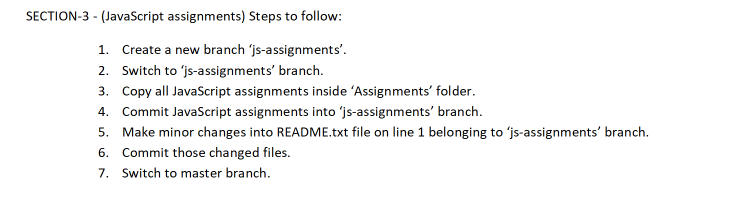 SECTION-3 - (JavaScript assignments) Steps to follow:
1. Create a new branch ‘js-assignments’.
2. Switch to ‘js-assignments’ branch.
3. Copy all JavaScript assignments inside ‘Assignments’ folder.
4. Commit JavaScript assignments into ‘js-assignments’ branch.
5. Make minor changes into README.txt file on line 1 belonging to ‘js-assignments’ branch.
6. Commit those changed files.
7. Switch to master branch.